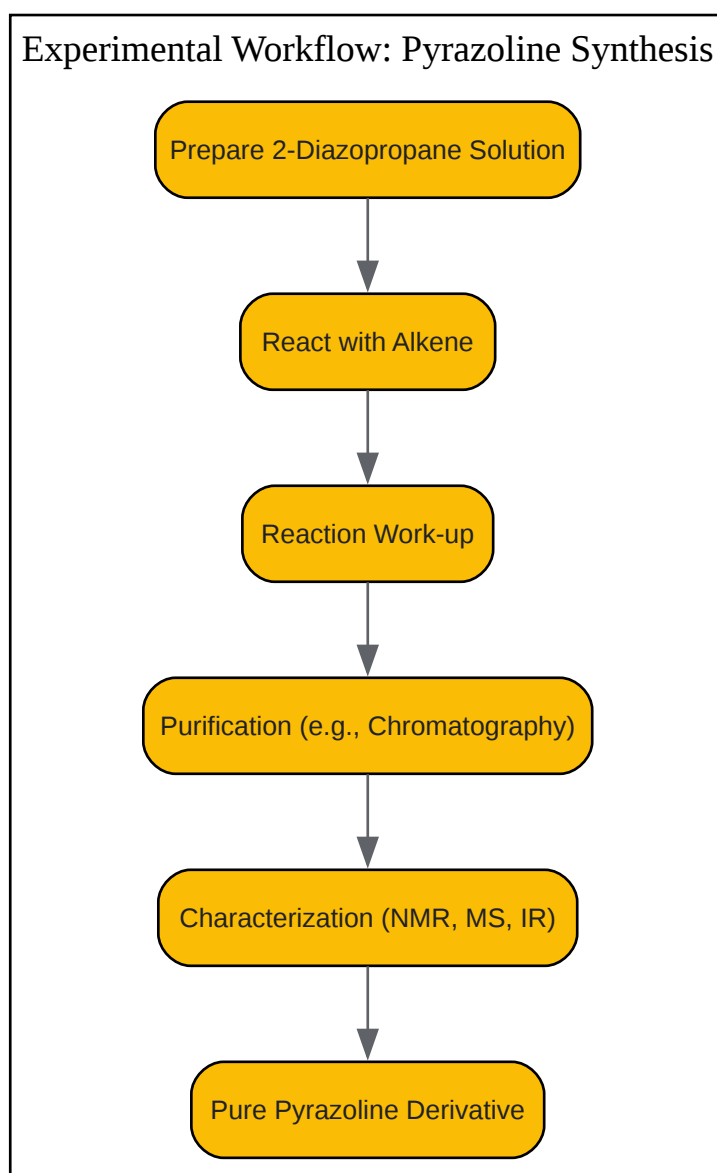 Experimental Workflow: Pyrazoline Synthesis
Prepare 2-Diazopropane Solution
React with Alkene
Reaction Work-up
Purification (e.g., Chromatography)
Characterization (NMR, MS, IR)
Pure Pyrazoline Derivative